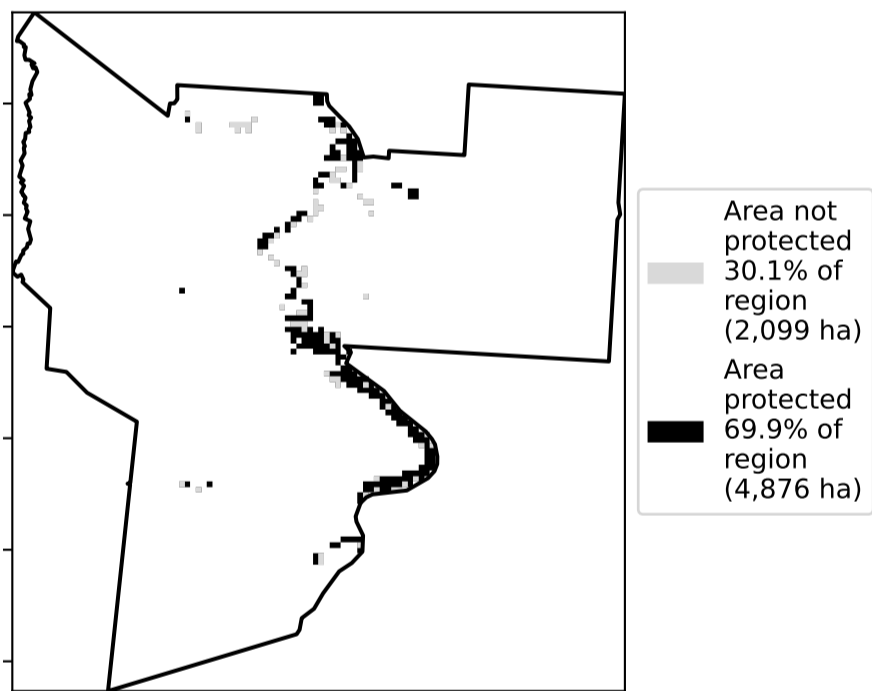 Area not
protected
30.1% of
region
(2,099 ha)
Area
protected
69.9% of
region
(4,876 ha)